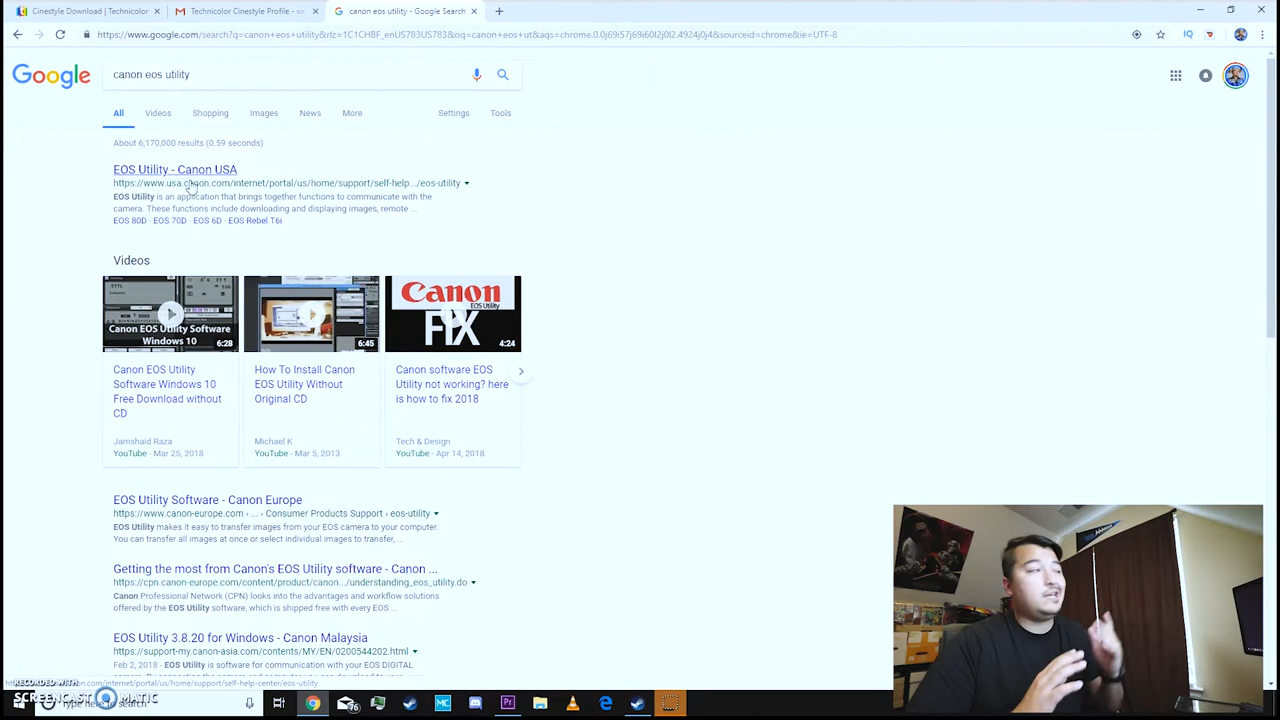 Cinestyle Download | Technicolor
Technicolor Cinestyle Profile - va
canon eos utility - Google Search
https://www.google.com/search?q=canon+eos+utility&rlz=1C1CHBF_enUS783US783&oq=canon+eos+ut&aqs=chrome.0.0j69i57j69i60l2j0l2.4924j0j4&sourceid=chrome&ie=UTF-8
IQ
Google
canon eos utility
All
Videos
Shopping
Images
News
More
Settings
Tools
About 6,170,000 results (0.59 seconds)
EOS Utility - Canon USA
https://www.usa.canon.com/internet/portal/us/home/support/self-help.../eos-utility
EOS Utility is an application that brings together functions to communicate with the
camera. These functions include downloading and displaying images, remote ...
EOS 80D · EOS 70D · EOS 6D · EOS Rebel T6i
Videos
Canon EOS Utility Software
Windows 10
6:28
6:45
Canon
EOS Utility
FIX
4:24
Canon EOS Utility
Software Windows 10
Free Download without
CD
Jamshaid Raza
YouTube - Mar 25, 2018
How To Install Canon
EOS Utility Without
Original CD
Michael K
YouTube - Mar 5, 2013
Canon software EOS
Utility not working? here
is how to fix 2018
Tech & Design
YouTube - Apr 14, 2018
EOS Utility Software - Canon Europe
https://www.canon-europe.com › ... › Consumer Products Support › eos-utility
EOS Utility makes it easy to transfer images from your EOS camera to your computer.
You can transfer all images at once or select individual images to transfer, ...
Getting the most from Canon's EOS Utility software - Canon ...
https://cpn.canon-europe.com/content/product/canon.../understanding_eos_utility.do
Canon Professional Network (CPN) looks into the advantages and workflow solutions
offered by the EOS Utility software, which is shipped free with every EOS ...
EOS Utility 3.8.20 for Windows - Canon Malaysia
https://support-my.canon-asia.com/contents/MY/EN/0200544202.html
Feb 2, 2018 - EOS Utility is software for communication with your EOS DIGITAL
RECORDED WITH
SCREENCAST MATIC
Type here to search
76
MC
Pr